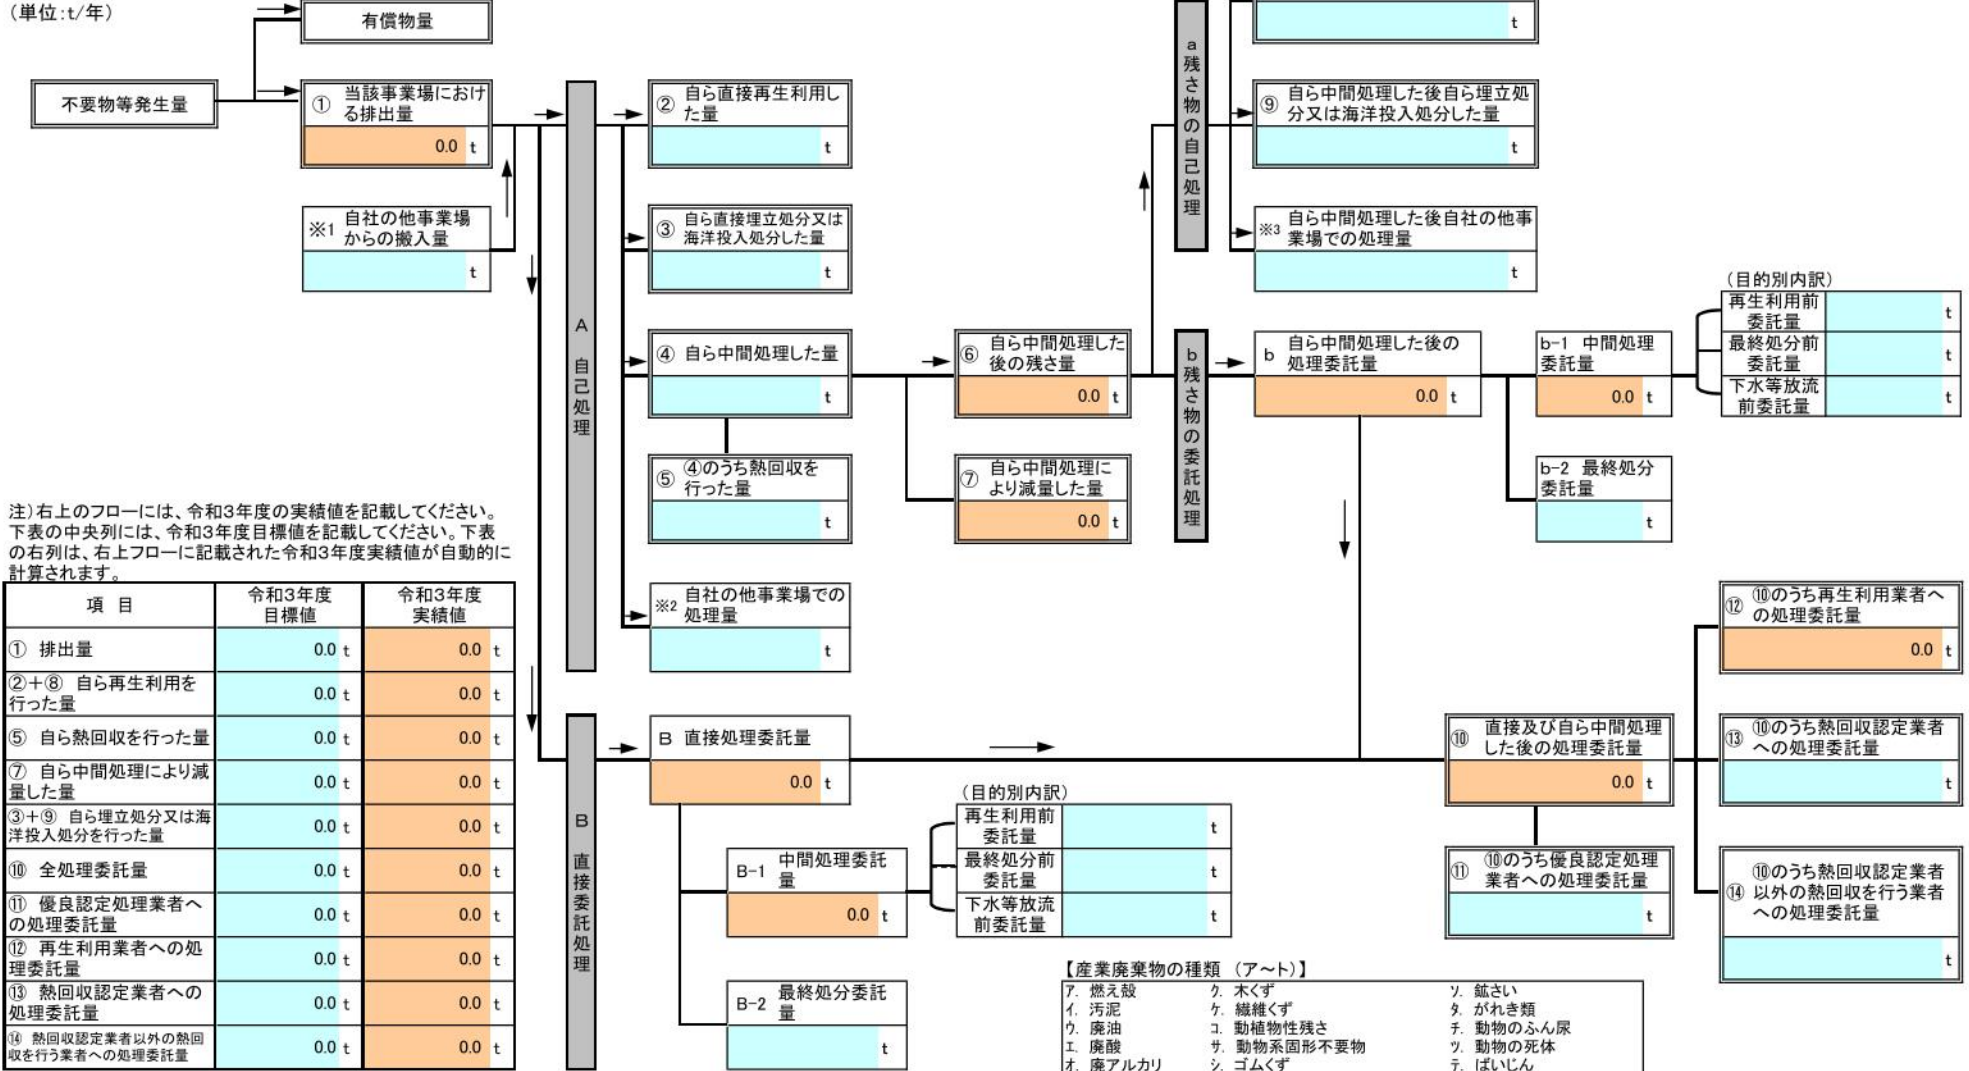 (単位:t/年)
有償物量
不要物等発生量
① 当該事業場におけ
る排出量
0.0 t
※1 自社の他事業場
からの搬入量
t
A 自己処理
② 自ら直接再生利用し
た量
t
③ 自ら直接埋立処分又は
海洋投入処分した量
t
④ 自ら中間処理した量
t
⑤ ④のうち熱回収を
行った量
t
※2 自社の他事業場での
処理量
t
⑥ 自ら中間処理した
後の残さ量
0.0 t
⑦ 自ら中間処理に
より減量した量
0.0 t
a 残さ物の自己処理
t
⑨ 自ら中間処理した後自ら埋立処
分又は海洋投入処分した量
t
※3 自ら中間処理した後自社の他事
業場での処理量
t
b 残さ物の委託処理
b 自ら中間処理した後の
処理委託量
0.0 t
b-1 中間処理
委託量
0.0 t
b-2 最終処分
委託量
t
(目的別内訳)
再生利用前
委託量
t
最終処分前
委託量
t
下水等放流
前委託量
t
注)右上のフローには、令和3年度の実績値を記載してください。
下表の中央列には、令和3年度目標値を記載してください。下表
の右列は、右上フローに記載された令和3年度実績値が自動的に
計算されます。
項 目
令和3年度
目標値
令和3年度
実績値
① 排出量 0.0 t 0.0 t
②+⑧ 自ら再生利用を
行った量 0.0 t 0.0 t
⑤ 自ら熱回収を行った量 0.0 t 0.0 t
⑦ 自ら中間処理により減
量した量 0.0 t 0.0 t
③+⑨ 自ら埋立処分又は海
洋投入処分を行った量 0.0 t 0.0 t
⑩ 全処理委託量 0.0 t 0.0 t
⑪ 優良認定処理業者へ
の処理委託量 0.0 t 0.0 t
⑫ 再生利用業者への処
理委託量 0.0 t 0.0 t
⑬ 熱回収認定業者への
処理委託量 0.0 t 0.0 t
⑭ 熱回収認定業者以外の熱回
収を行う業者への処理委託量 0.0 t 0.0 t
B 直接委託処理
B 直接処理委託量
0.0 t
B-1 中間処理委託
量
0.0 t
B-2 最終処分委託
量
t
(目的別内訳)
再生利用前
委託量
t
最終処分前
委託量
t
下水等放流
前委託量
t
⑩ 直接及び自ら中間処理
した後の処理委託量
0.0 t
⑪ ⑩のうち優良認定処理
業者への処理委託量
t
⑫ ⑩のうち再生利用業者へ
の処理委託量
0.0 t
⑬ ⑩のうち熱回収認定業者
への処理委託量
t
⑭ ⑩のうち熱回収認定業者
以外の熱回収を行う業者
への処理委託量
t
【産業廃棄物の種類 (ア~ト)】
ア. 燃え殻 ク. 木くず ソ. 鉱さい
イ. 汚泥 ケ. 繊維くず タ. がれき類
ウ. 廃油 コ. 動植物性残さ チ. 動物のふん尿
エ. 廃酸 サ. 動物系固形不要物 ツ. 動物の死体
オ. 廃アルカリ シ. ゴムくず テ. ばいじん